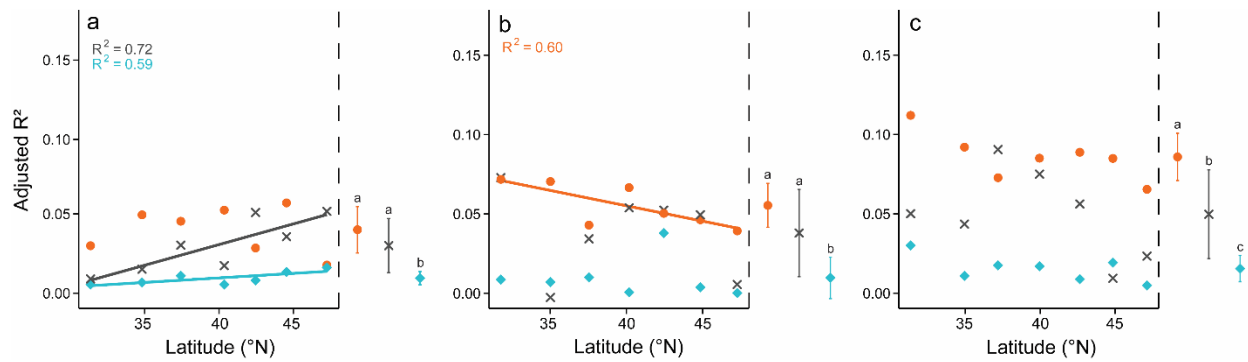 a
R² = 0.72
R² = 0.59
0.15
0.10
0.05
0.00
Adjusted R²
35 40 45
Latitude (°N)
a
a
b
b
R² = 0.60
0.15
0.10
0.05
0.00
35 40 45
Latitude (°N)
a
a
b
c
0.15
0.10
0.05
0.00
35 40 45
Latitude (°N)
a
b
c